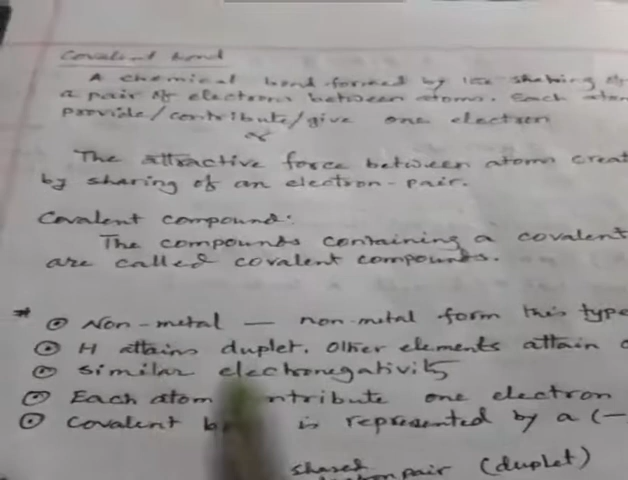 Covalent bond
A chemical bond formed by the sharing of
a pair of electrons between atoms. Each atom
provide/contribute/give one electron
or
The attractive force between atoms creat
by sharing of an electron-pair.
Covalent compound:
The compounds containing a covalent
are called covalent compounds.
* ⊙ Non-metal — non-metal form this type
⊙ H attains duplet. Other elements attain
⊙ Similar electronegativity
⊙ Each atom ntribute one electron
⊙ Covalent b is represented by a (—
shared
pair (duplet)